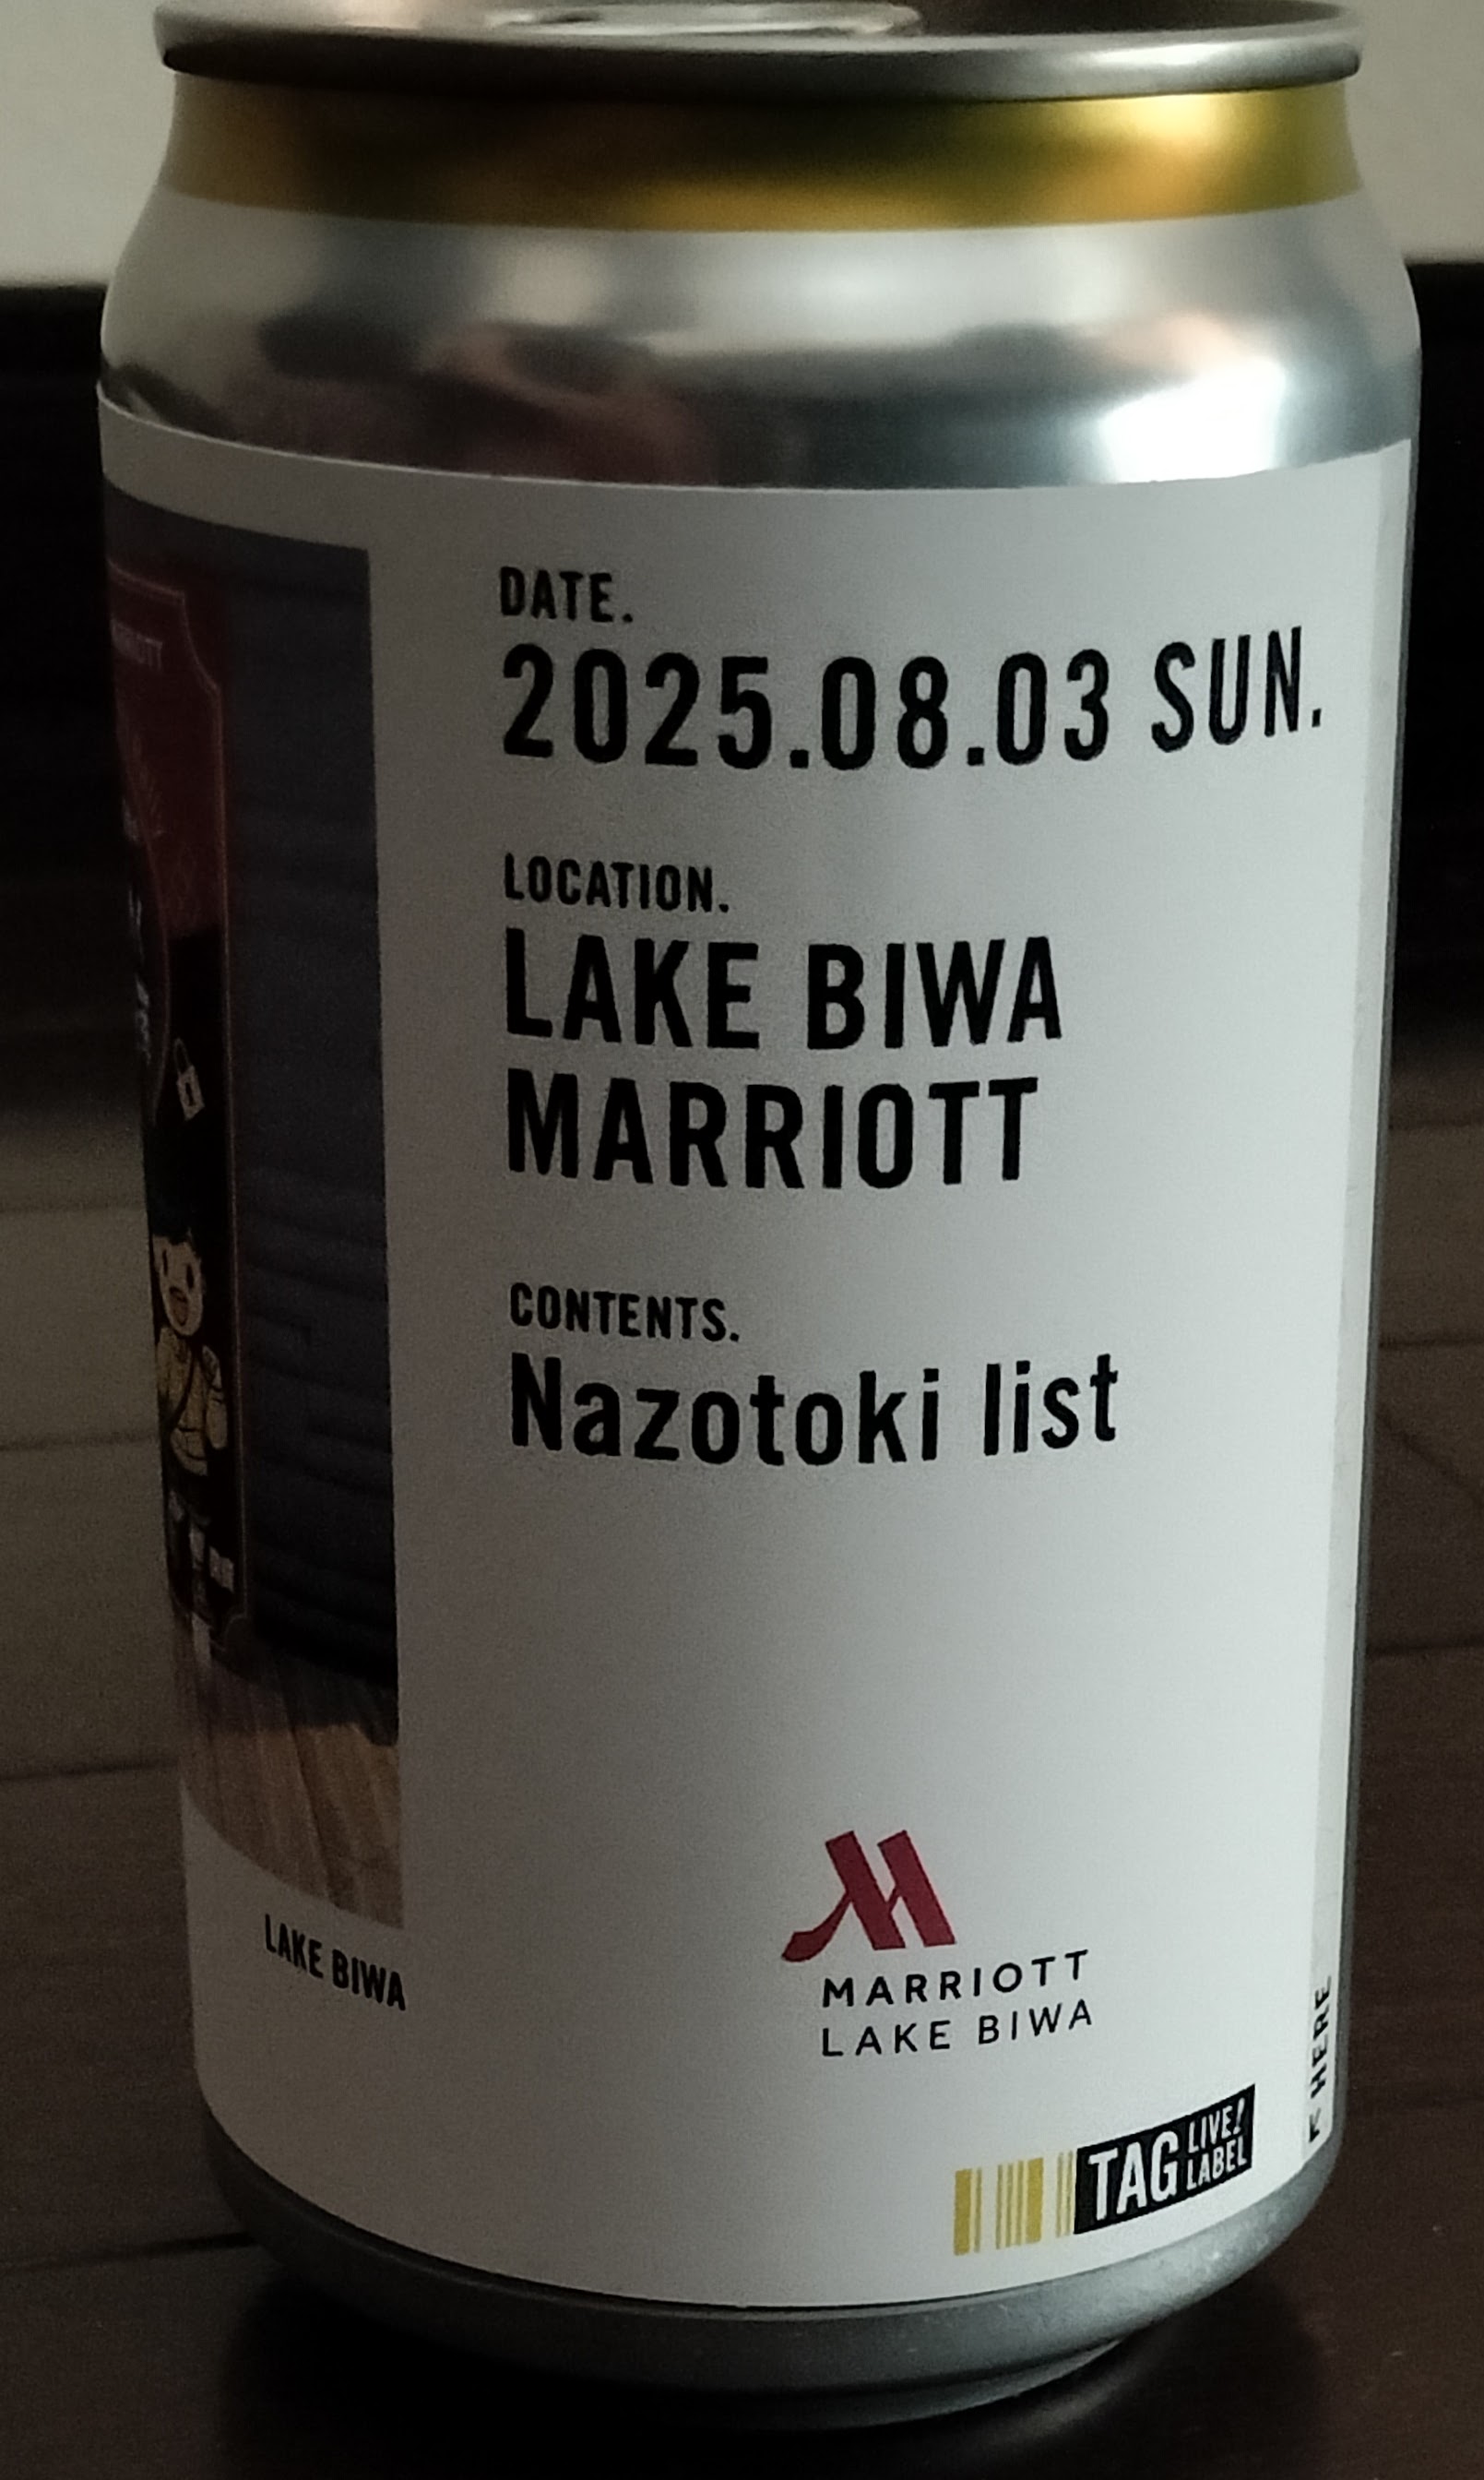 DATE.
2025.08.03 SUN.
LOCATION.
LAKE BIWA
MARRIOTT
CONTENTS.
Nazotoki list
LAKE BIWA
MARRIOTT
LAKE BIWA
TAG LIVE!
LABEL
HERE